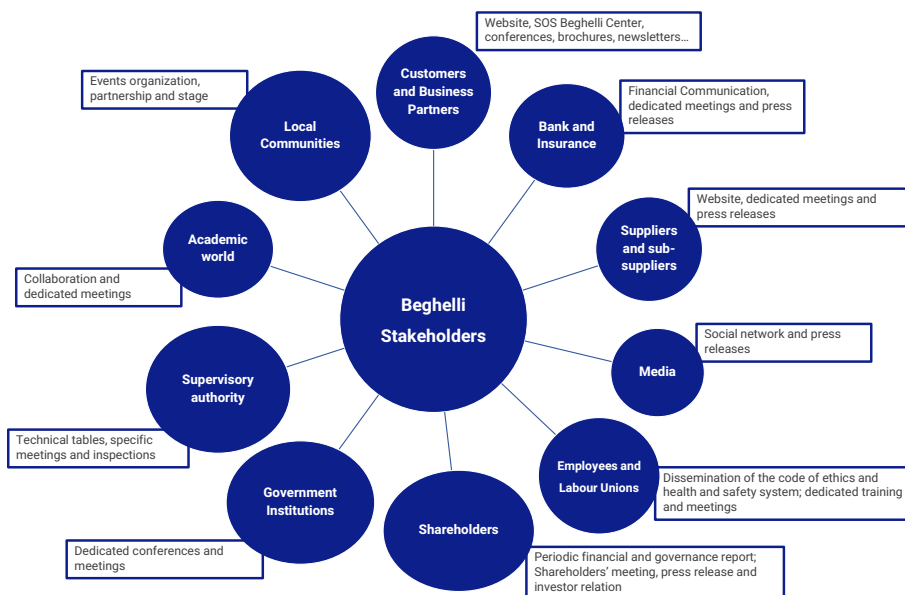 Website, SOS Beghelli Center,
conferences, brochures, newsletters…
Customers
and Business
Partners
Events organization,
partnership and stage
Local
Communities
Financial Communication,
dedicated meetings and press
releases
Bank and
Insurance
Website, dedicated meetings and
press releases
Suppliers
and sub-
suppliers
Academic
world
Collaboration and
dedicated meetings
Beghelli
Stakeholders
Social network and press
releases
Media
Supervisory
authority
Technical tables, specific
meetings and inspections
Employees and
Labour Unions
Dissemination of the code of ethics and
health and safety system; dedicated training
and meetings
Government
Institutions
Dedicated conferences and
meetings
Shareholders
Periodic financial and governance report;
Shareholders’ meeting, press release and
investor relation